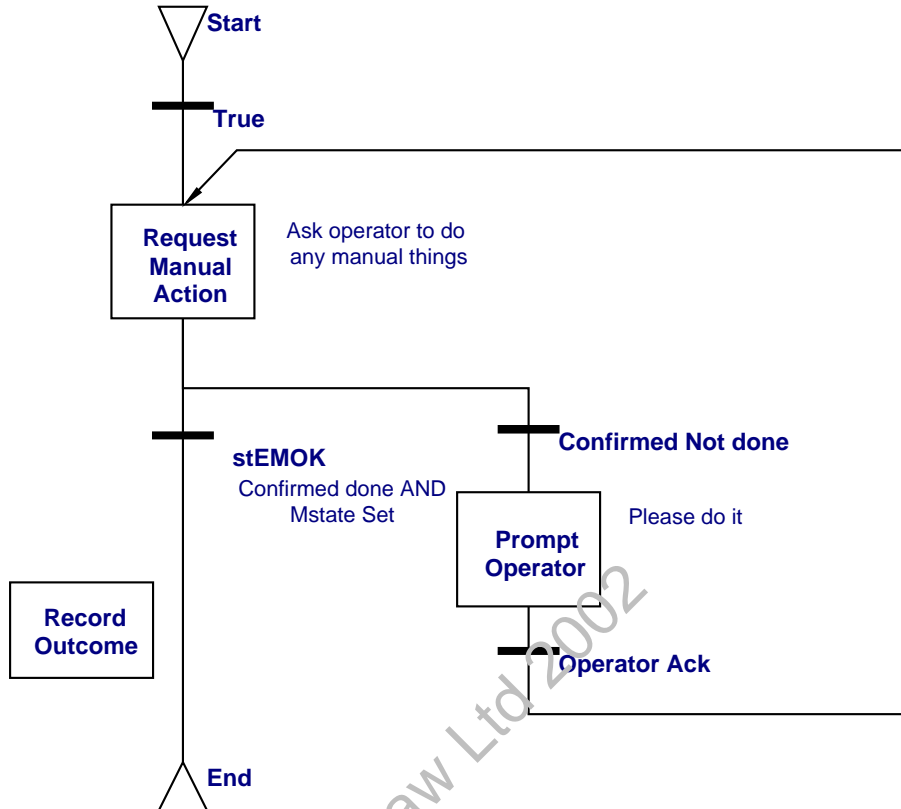 Start
True
Request
Manual
Action
Ask operator to do
any manual things
stEMOK
Confirmed done AND
Mstate Set
Confirmed Not done
Prompt
Operator
Please do it
Record
Outcome
Operator Ack
End
aw Ltd 2002